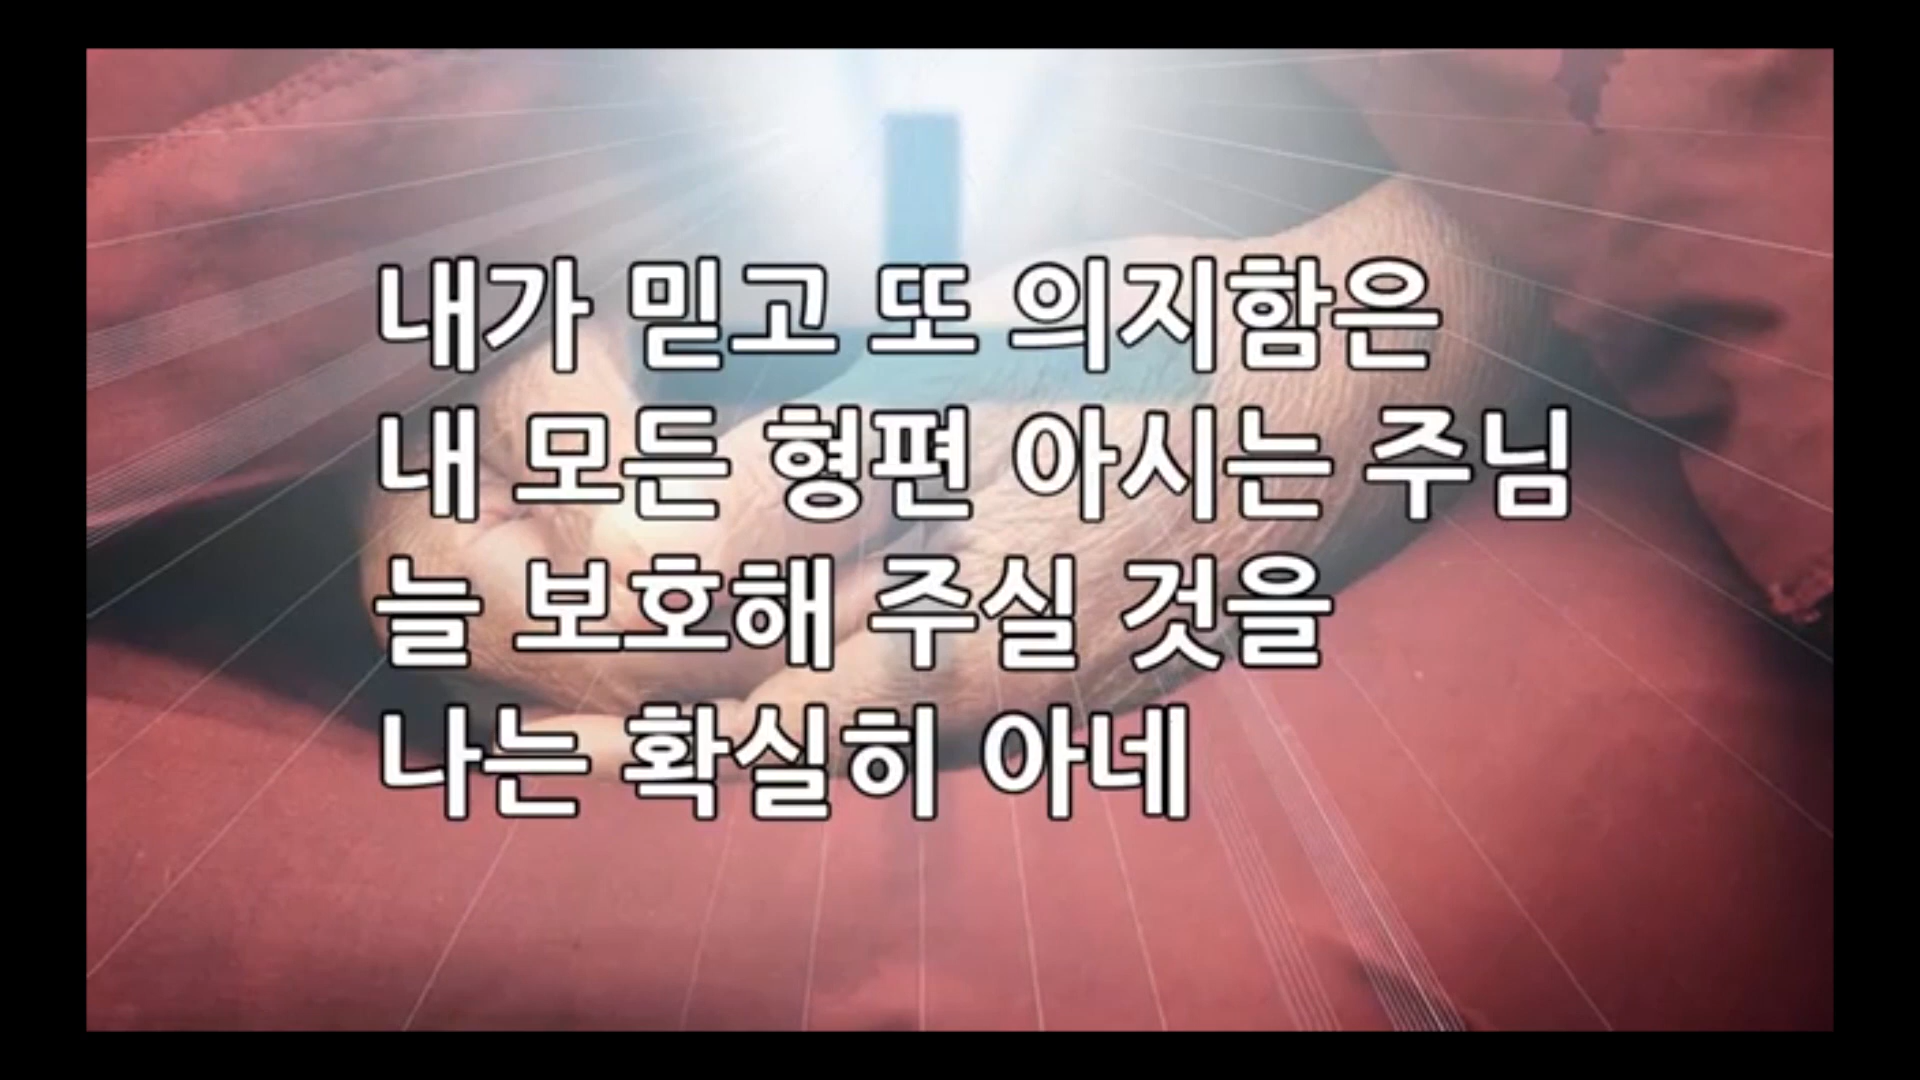 내가 믿고 또 의지함은
내 모든 형편 아시는 주님
늘 보호해 주실 것을
나는 확실히 아네